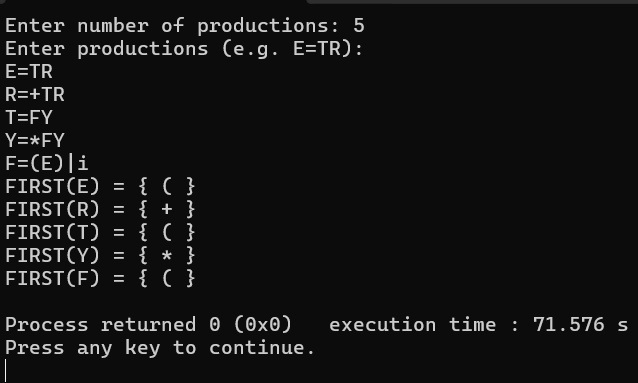 Enter number of productions: 5
Enter productions (e.g. E=TR):
E=TR
R=+TR
T=FY
Y=*FY
F=(E)|i
FIRST(E) = { ( }
FIRST(R) = { + }
FIRST(T) = { ( }
FIRST(Y) = { * }
FIRST(F) = { ( }

Process returned 0 (0x0)   execution time : 71.576 s
Press any key to continue.